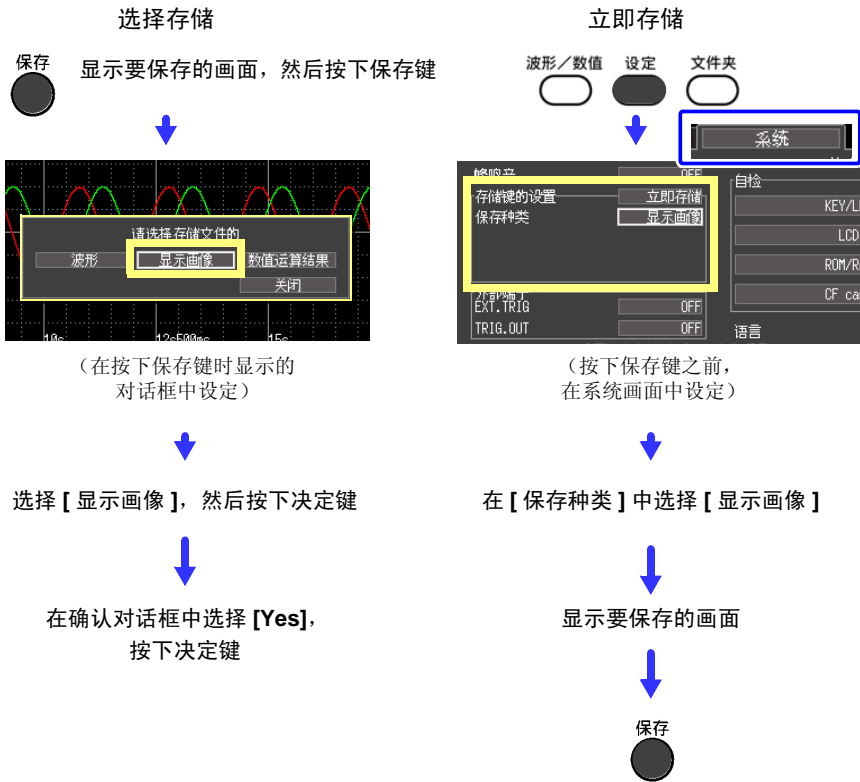 选择存储
保存
显示要保存的画面，然后按下保存键
请选择存储文件的
波形
显示画像
数值运算结果
关闭
10s
12s500ms
15s
（在按下保存键时显示的
对话框中设定）
选择 [ 显示画像 ]，然后按下决定键
在确认对话框中选择 [Yes]，
按下决定键
立即存储
波形／数值
设定
文件夹
系统
蜂鸣音
OFF
存储键的设置
立即存储
保存种类
显示画像
外部端子
EXT.TRIG
OFF
TRIG.OUT
OFF
自检
LCD
语言
（按下保存键之前，
在系统画面中设定）
在 [ 保存种类 ] 中选择 [ 显示画像 ]
显示要保存的画面
保存